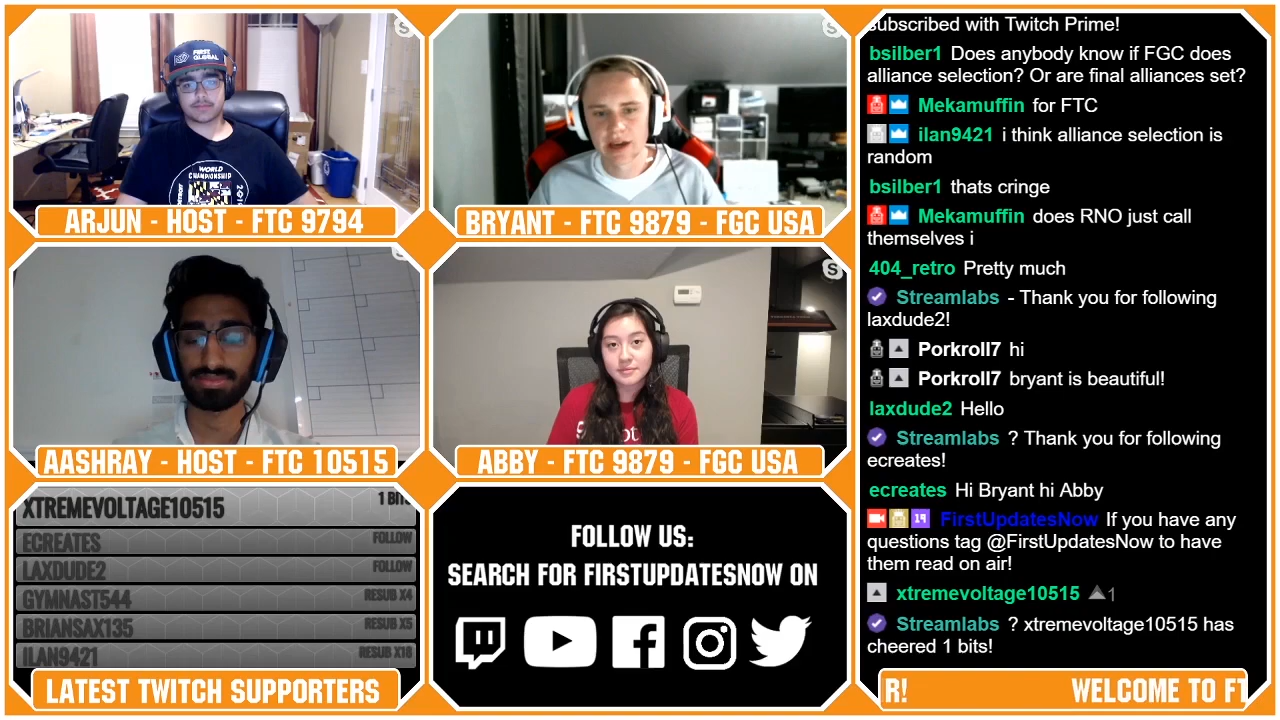 FIRST
GLOBAL
WORLD
CHAMPIONSHIP
ARJUN - HOST - FTC 9794
BRYANT - FTC 9879 - FGC USA
AASHRAY - HOST - FTC 10515
ABBY - FTC 9879 - FGC USA
XTREMEVOLTAGE10515 1 BIT
ECREATES FOLLOW
LAXDUDE2 FOLLOW
GYMNAST544 RESUB X4
BRIANSAX135 RESUB X5
ILAN9421 RESUB X18
LATEST TWITCH SUPPORTERS
FOLLOW US:
SEARCH FOR FIRSTUPDATESNOW ON
subscribed with Twitch Prime!
bsilber1 Does anybody know if FGC does
alliance selection? Or are final alliances set?
Mekamuffin for FTC
ilan9421 i think alliance selection is
random
bsilber1 thats cringe
Mekamuffin does RNO just call
themselves i
404_retro Pretty much
Streamlabs - Thank you for following
laxdude2!
Porkroll7 hi
Porkroll7 bryant is beautiful!
laxdude2 Hello
Streamlabs ? Thank you for following
ecreates!
ecreates Hi Bryant hi Abby
19 FirstUpdatesNow If you have any
questions tag @FirstUpdatesNow to have
them read on air!
xtremevoltage10515 1
Streamlabs ? xtremevoltage10515 has
cheered 1 bits!
R! WELCOME TO FT